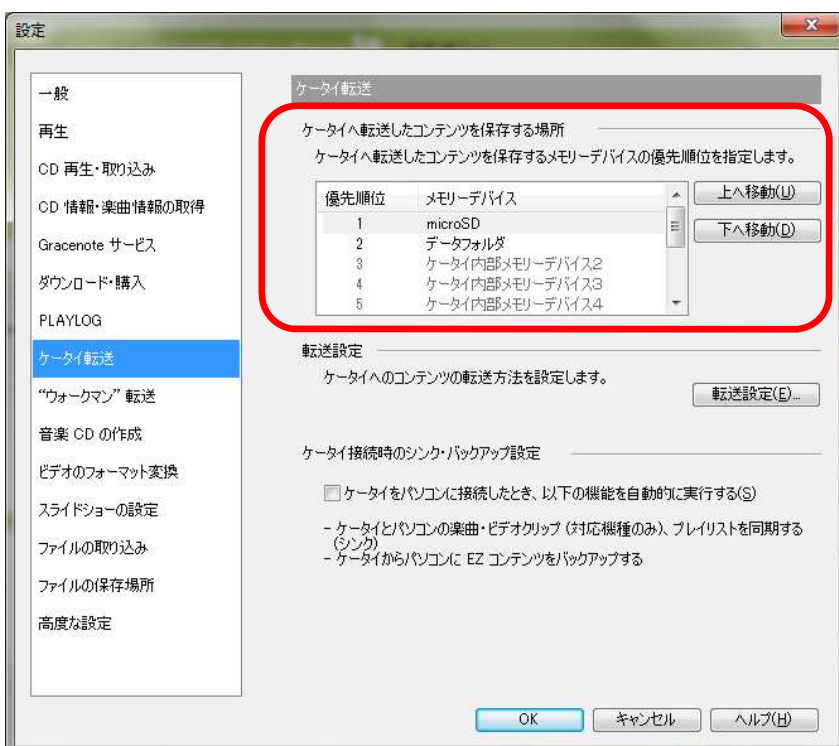 設定
一般
再生
CD 再生・取り込み
CD 情報・楽曲情報の取得
Gracenote サービス
ダウンロード・購入
PLAYLOG
ケータイ転送
“ウォークマン” 転送
音楽 CD の作成
ビデオのフォーマット変換
スライドショーの設定
ファイルの取り込み
ファイルの保存場所
高度な設定
ケータイ転送
ケータイへ転送したコンテンツを保存する場所
ケータイへ転送したコンテンツを保存するメモリーデバイスの優先順位を指定します。
優先順位 メモリーデバイス
1 microSD
2 データフォルダ
3 ケータイ内部メモリーデバイス2
4 ケータイ内部メモリーデバイス3
5 ケータイ内部メモリーデバイス4
上へ移動(U)
下へ移動(D)
転送設定
ケータイへのコンテンツの転送方法を設定します。
転送設定(E)...
ケータイ接続時のシンク・バックアップ設定
ケータイをパソコンに接続したとき、以下の機能を自動的に実行する(S)
- ケータイとパソコンの楽曲・ビデオクリップ (対応機種のみ)、プレイリストを同期する
(シンク)
- ケータイからパソコンに EZ コンテンツをバックアップする
OK
キャンセル
ヘルプ(H)